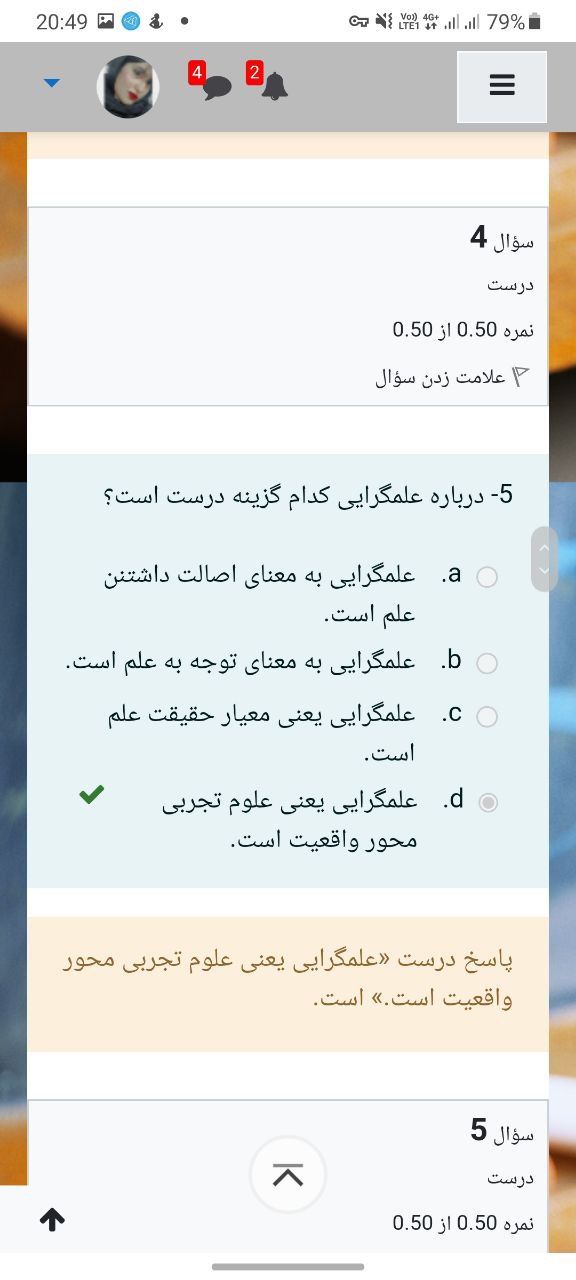 20:49
Vo)) LTE1 4G+ 79%
4 2
سؤال 4
درست
نمره 0.50 از 0.50
علامت زدن سؤال
5- درباره علمگرایی کدام گزینه درست است؟
a. علمگرایی به معنای اصالت داشتنن
علم است.
b. علمگرایی به معنای توجه به علم است.
c. علمگرایی یعنی معیار حقیقت علم
است.
d. علمگرایی یعنی علوم تجربی
محور واقعیت است.
پاسخ درست «علمگرایی یعنی علوم تجربی محور
واقعیت است.» است.
سؤال 5
درست
نمره 0.50 از 0.50